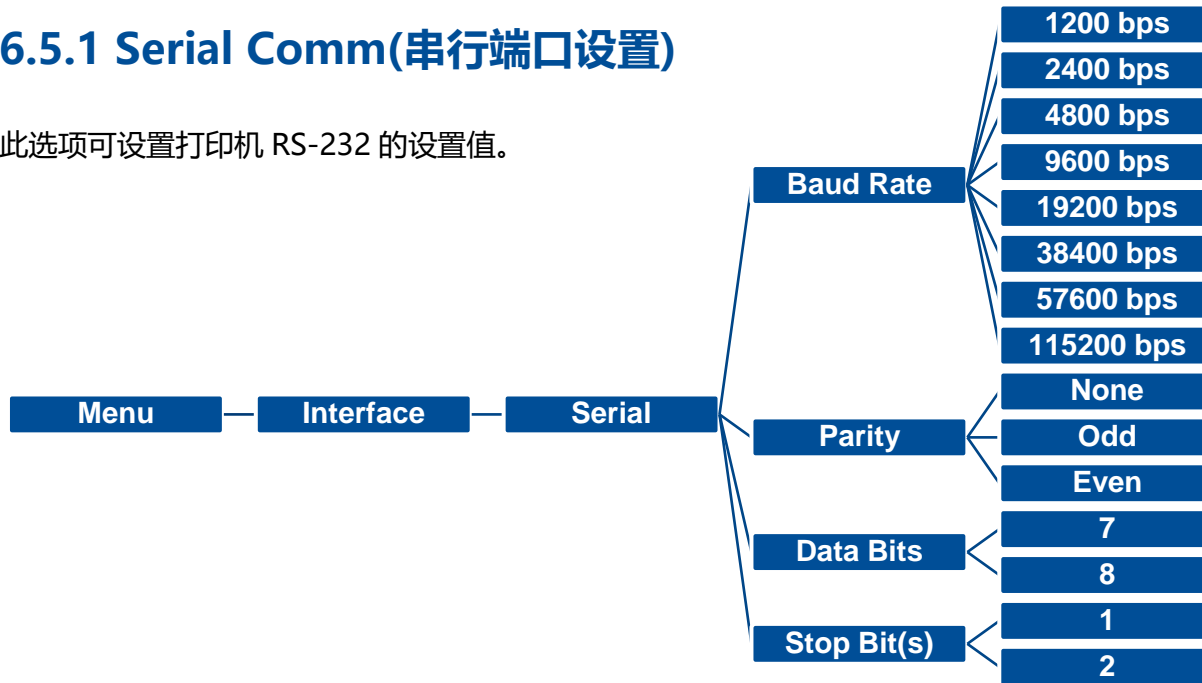 6.5.1 Serial Comm(串行端口设置)
此选项可设置打印机 RS-232 的设置值。
Menu
Interface
Serial
Baud Rate
1200 bps
2400 bps
4800 bps
9600 bps
19200 bps
38400 bps
57600 bps
115200 bps
Parity
None
Odd
Even
Data Bits
7
8
Stop Bit(s)
1
2